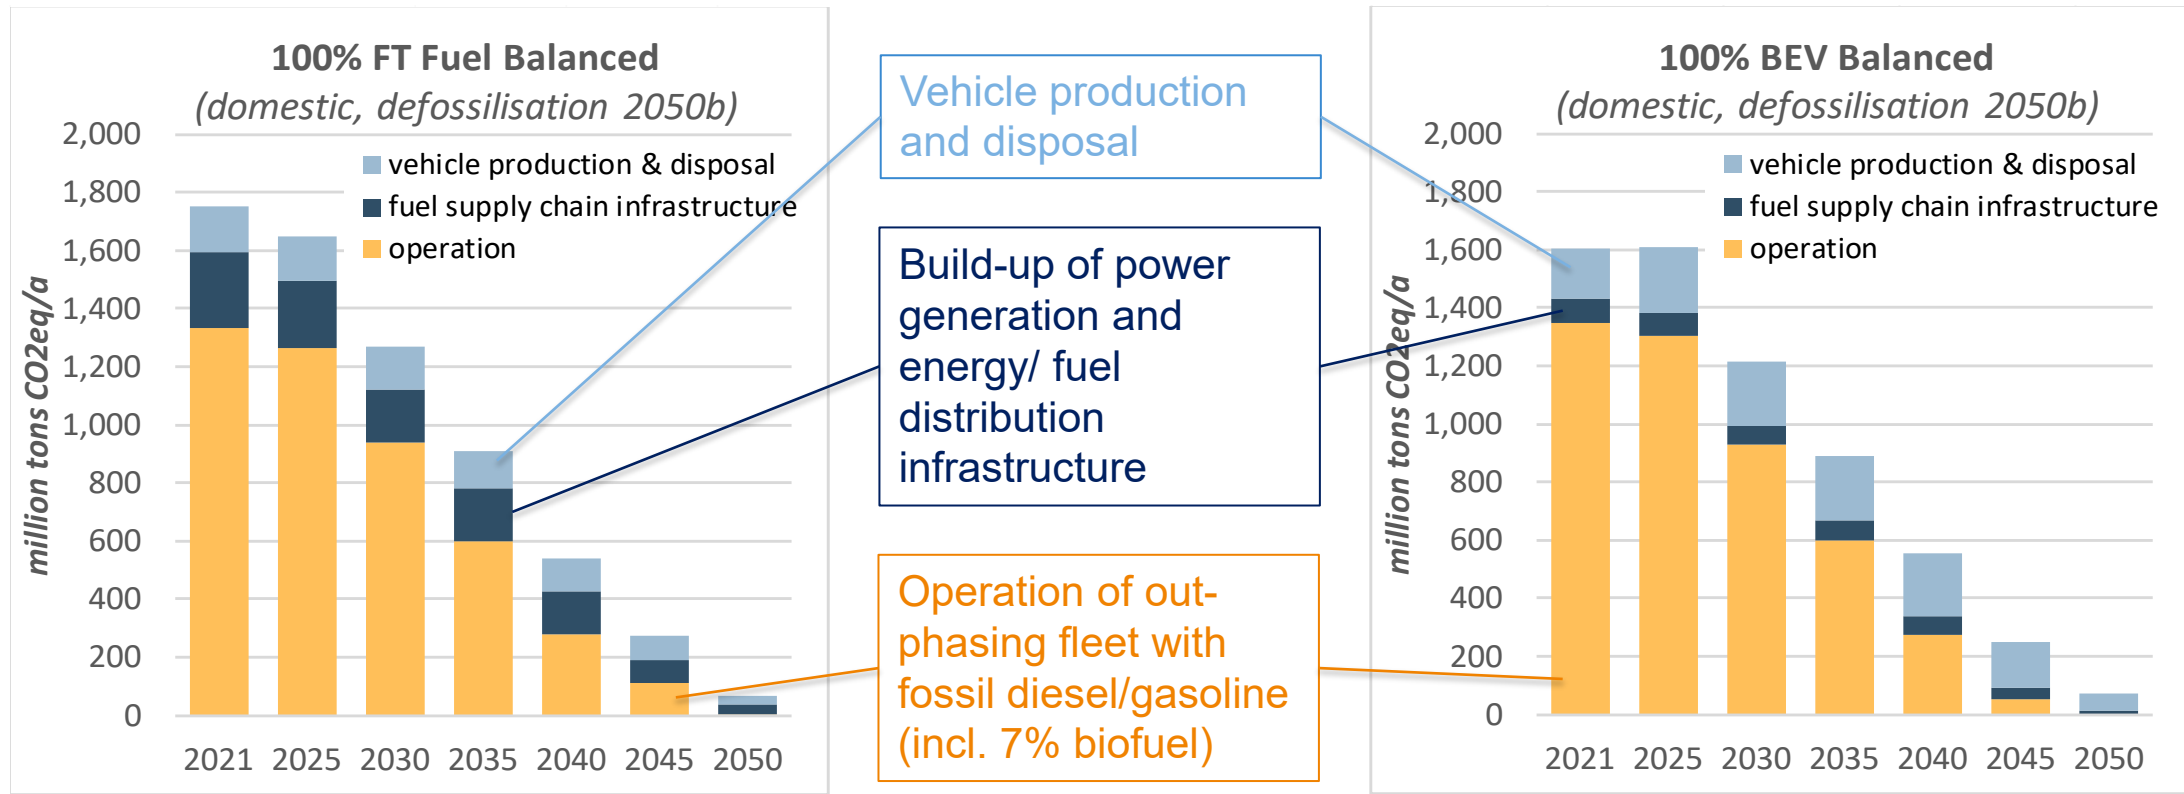 100% FT Fuel Balanced
(domestic, defossilisation 2050b)
million tons CO2eq/a
2,000
1,800
1,600
1,400
1,200
1,000
800
600
400
200
0
vehicle production & disposal
fuel supply chain infrastructure
operation
2021 2025 2030 2035 2040 2045 2050
Vehicle production
and disposal
Build-up of power
generation and
energy/ fuel
distribution
infrastructure
Operation of out-
phasing fleet with
fossil diesel/gasoline
(incl. 7% biofuel)
100% BEV Balanced
(domestic, defossilisation 2050b)
million tons CO2eq/a
2,000
1,800
1,600
1,400
1,200
1,000
800
600
400
200
0
vehicle production & disposal
fuel supply chain infrastructure
operation
2021 2025 2030 2035 2040 2045 2050